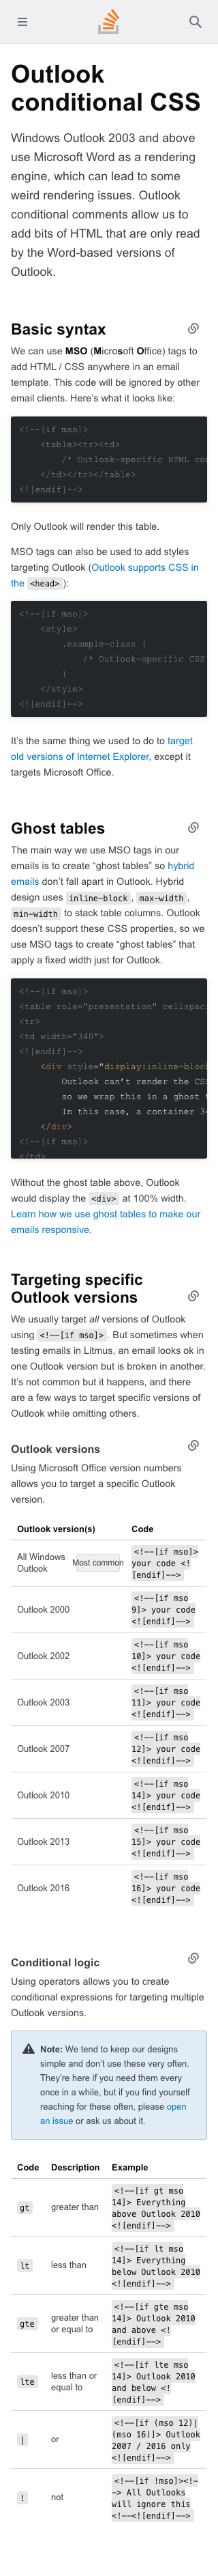 Outlook
conditional CSS
Windows Outlook 2003 and above
use Microsoft Word as a rendering
engine, which can lead to some
weird rendering issues. Outlook
conditional comments allow us to
add bits of HTML that are only read
by the Word-based versions of
Outlook.
Basic syntax
We can use MSO (Microsoft Office) tags to
add HTML / CSS anywhere in an email
template. This code will be ignored by other
email clients. Here's what it looks like:
<!--[if mso]>
<table><tr><td>
/* Outlook-specific HTML con
</td></tr></table>
<![endif]-->
Only Outlook will render this table.
MSO tags can also be used to add styles
targeting Outlook (Outlook supports CSS in
the <head>):
<!--[if mso]>
<style>
.example-class {
/* Outlook-specific CSS
}
</style>
<![endif]-->
It's the same thing we used to do to target
old versions of Internet Explorer, except it
targets Microsoft Office.
Ghost tables
The main way we use MSO tags in our
emails is to create “ghost tables” so hybrid
emails don't fall apart in Outlook. Hybrid
design uses inline-block, max-width,
min-width to stack table columns. Outlook
doesn't support these CSS properties, so we
use MSO tags to create “ghost tables” that
apply a fixed width just for Outlook.
<!--[if mso]>
<table role="presentation" cellspaci
<tr>
<td width="340">
<![endif]-->
<div style="display:inline-block
Outlook can't render the CSS
so we wrap this in a ghost t
In this case, a container 34
</div>
<!--[if mso]>
</td>
Without the ghost table above, Outlook
would display the <div> at 100% width.
Learn how we use ghost tables to make our
emails responsive.
Targeting specific
Outlook versions
We usually target all versions of Outlook
using <!--[if mso]>. But sometimes when
testing emails in Litmus, an email looks ok in
one Outlook version but is broken in another.
It's not common but it happens, and there
are a few ways to target specific versions of
Outlook while omitting others.
Outlook versions
Using Microsoft Office version numbers
allows you to target a specific Outlook
version.
Outlook version(s) Code
All Windows Outlook Most common <!--[if mso]> your code <![endif]-->
Outlook 2000 <!--[if mso 9]> your code <![endif]-->
Outlook 2002 <!--[if mso 10]> your code <![endif]-->
Outlook 2003 <!--[if mso 11]> your code <![endif]-->
Outlook 2007 <!--[if mso 12]> your code <![endif]-->
Outlook 2010 <!--[if mso 14]> your code <![endif]-->
Outlook 2013 <!--[if mso 15]> your code <![endif]-->
Outlook 2016 <!--[if mso 16]> your code <![endif]-->
Conditional logic
Using operators allows you to create
conditional expressions for targeting multiple
Outlook versions.
Note: We tend to keep our designs
simple and don't use these very often.
They're here if you need them every
once in a while, but if you find yourself
reaching for these often, please open
an issue or ask us about it.
Code Description Example
gt greater than <!--[if gt mso 14]> Everything above Outlook 2010 <![endif]-->
lt less than <!--[if lt mso 14]> Everything below Outlook 2010 <![endif]-->
gte greater than or equal to <!--[if gte mso 14]> Outlook 2010 and above <![endif]-->
lte less than or equal to <!--[if lte mso 14]> Outlook 2010 and below <![endif]-->
| or <!--[if (mso 12)|(mso 16)]> Outlook 2007 / 2016 only <![endif]-->
! not <!--[if !mso]><!--> All Outlooks will ignore this <!--<![endif]-->